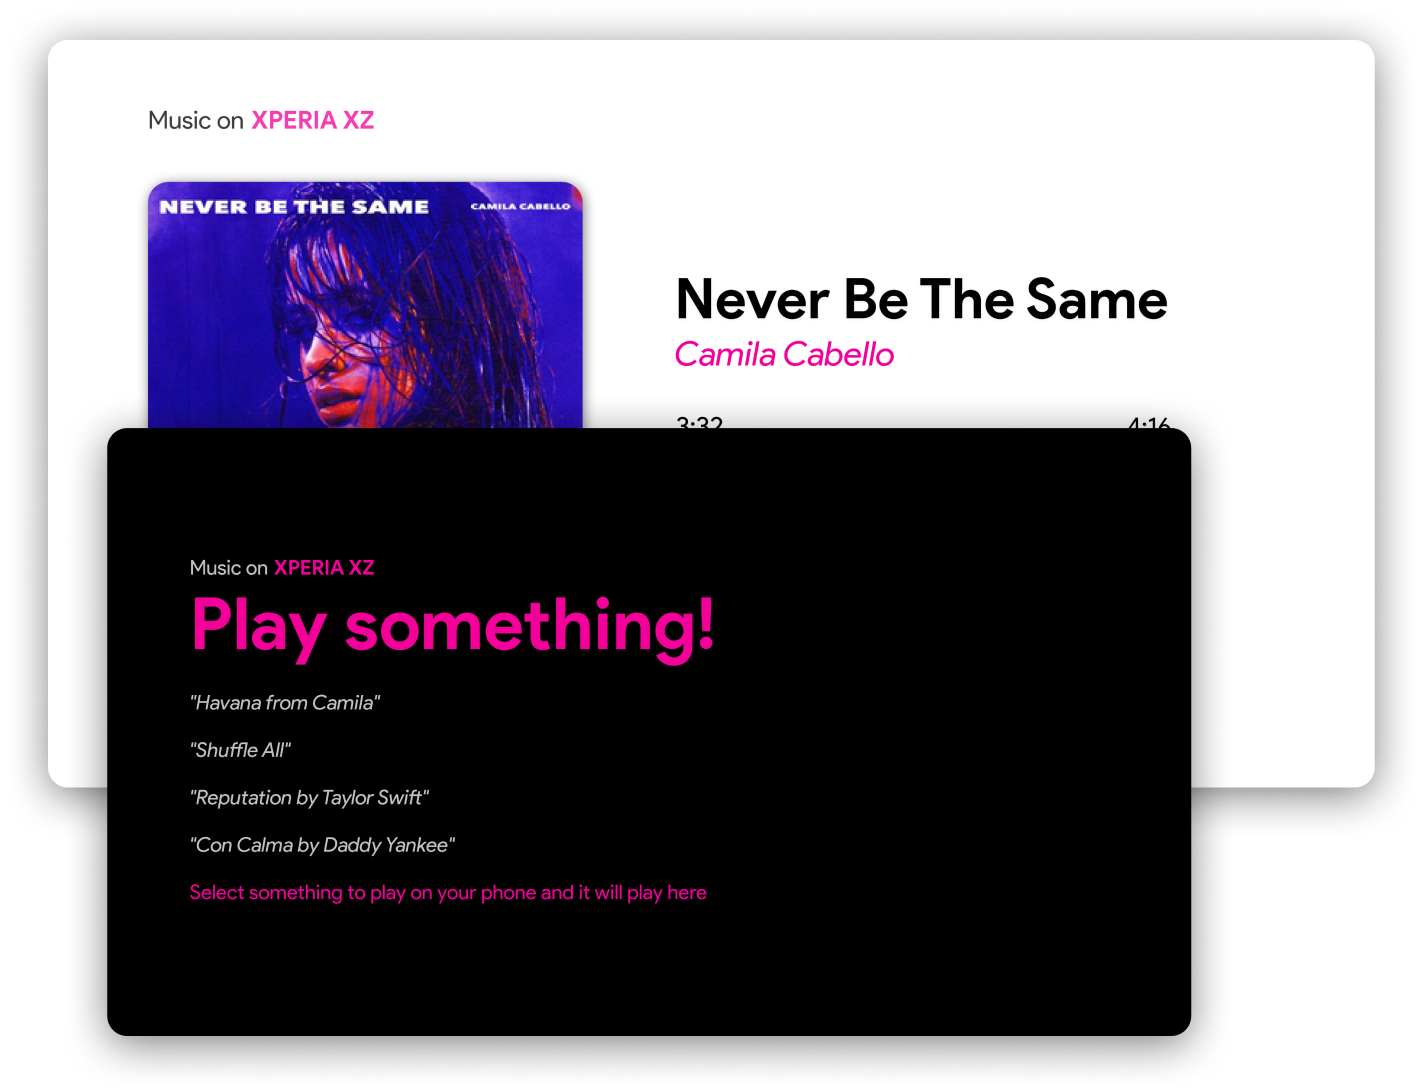 Music on XPERIA XZ
NEVER BE THE SAME CAMILA CABELLO
Never Be The Same
Camila Cabello
3:32 4:16
Music on XPERIA XZ
Play something!
"Havana from Camila"
"Shuffle All"
"Reputation by Taylor Swift"
"Con Calma by Daddy Yankee"
Select something to play on your phone and it will play here